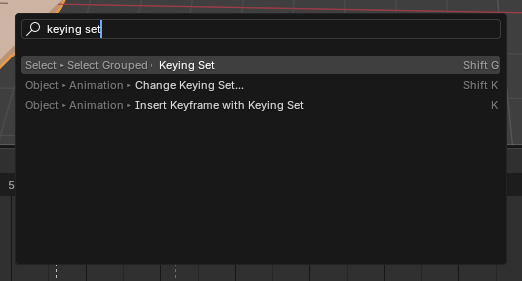 keying set
Select ▸ Select Grouped ▸ Keying Set Shift G
Object ▸ Animation ▸ Change Keying Set... Shift K
Object ▸ Animation ▸ Insert Keyframe with Keying Set K
5